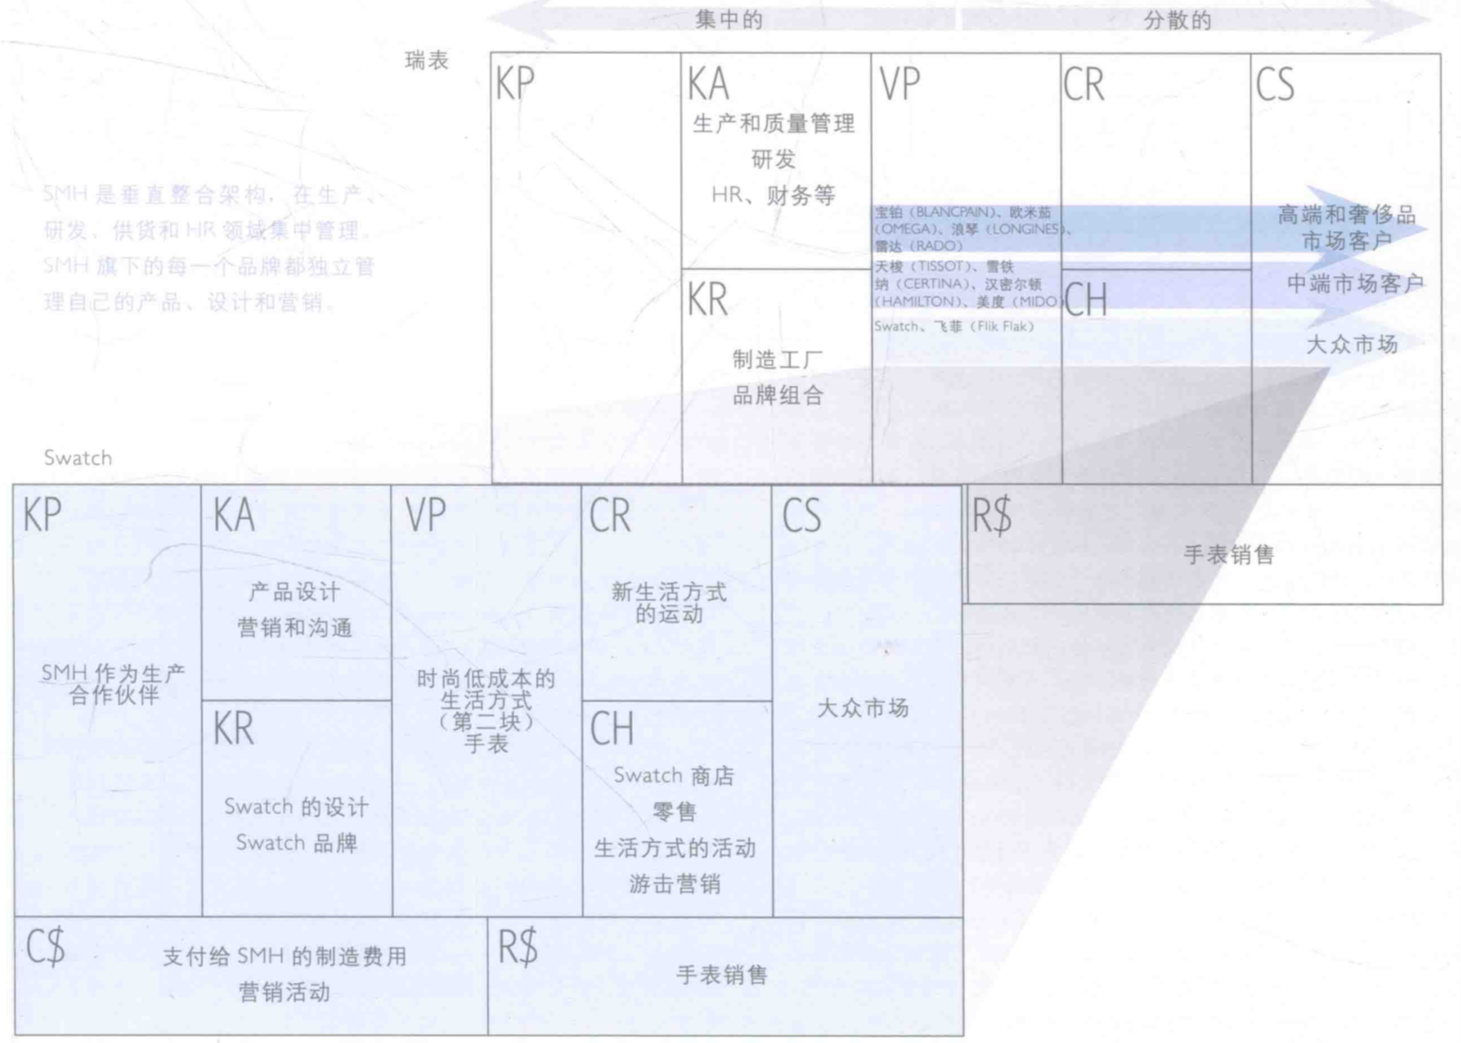 集中的
分散的
瑞表
KP
KA
生产和质量管理
研发
HR、财务等
VP
CR
CS
SMH 是垂直整合架构，在生产、
研发、供货和 HR 领域集中管理。
SMH 旗下的每一个品牌都独立管
理自己的产品、设计和营销。
宝铂（BLANCPAIN）、欧米茄
(OMEGA)、浪琴（LONGINES)、
雷达（RADO）
高端和奢侈品
市场客户
天梭（TISSOT）、雪铁
纳（CERTINA）、汉密尔顿
(HAMILTON）、美度（MIDO）
中端市场客户
KR
制造工厂
品牌组合
CH
Swatch、飞菲（Flik Flak）
大众市场
R$
手表销售
Swatch
KP
SMH 作为生产
合作伙伴
KA
产品设计
营销和沟通
KR
Swatch 的设计
Swatch 品牌
VP
时尚低成本的
生活方式
（第二块）
手表
CR
新生活方式
的运动
CH
Swatch 商店
零售
生活方式的活动
游击营销
CS
大众市场
C$
支付给 SMH 的制造费用
营销活动
R$
手表销售